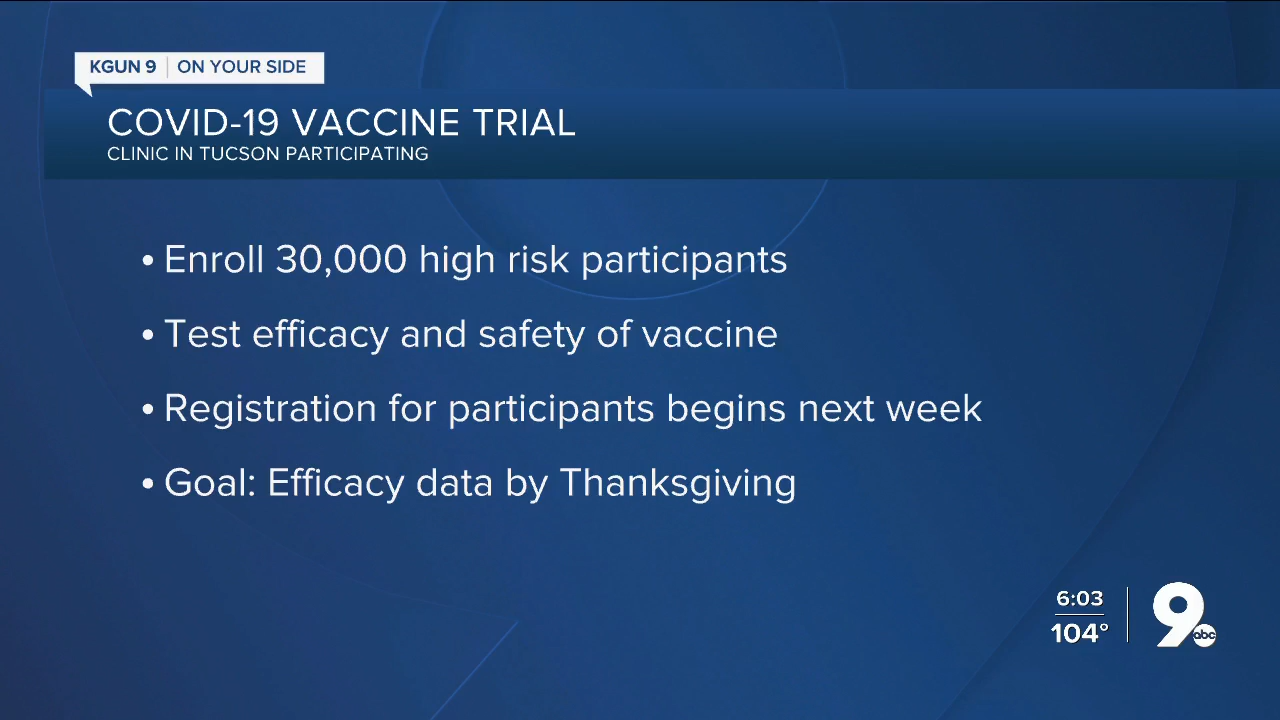 KGUN 9 | ON YOUR SIDE
COVID-19 VACCINE TRIAL
CLINIC IN TUCSON PARTICIPATING
• Enroll 30,000 high risk participants
• Test efficacy and safety of vaccine
• Registration for participants begins next week
• Goal: Efficacy data by Thanksgiving
6:03
104°
9
abc